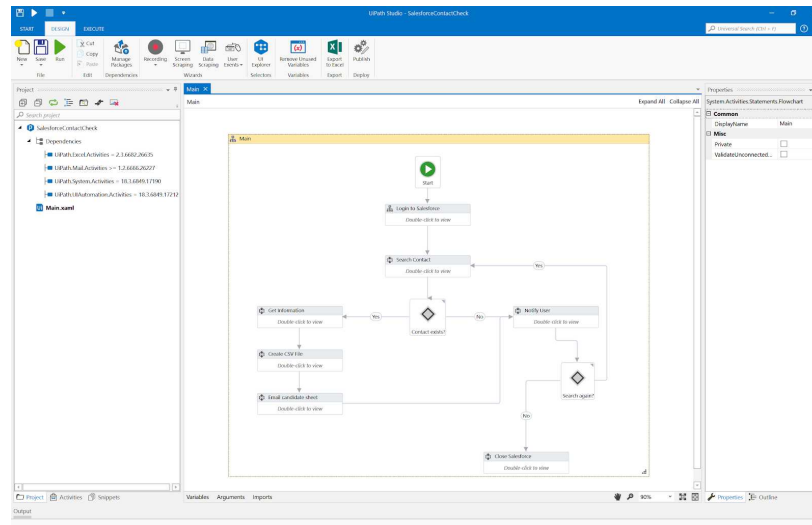 UiPath Studio - SalesforceContactCheck
START DESIGN EXECUTE
Universal Search (Ctrl + F)
New Save Run
Cut
Copy
Paste
Manage Packages
Recording
Screen Scraping
Data Scraping
User Events
UI Explorer
Remove Unused Variables
Export to Excel
Publish
File Edit Dependencies Wizards Selectors Variables Export Deploy
Project
Main
Properties
Main
Expand All Collapse All
System.Activities.Statements.Flowchart
Search project
Common
SalesforceContactCheck
DisplayName Main
Dependencies
Misc
UiPath.Excel.Activities = 2.3.6682.26635
Private
UiPath.Mail.Activities >= 1.2.6666.26227
ValidateUnconnected...
UiPath.System.Activities = 18.3.6849.17190
UiPath.UIAutomation.Activities = 18.3.6849.17212
Main.xaml
Main
Start
Login to Salesforce
Double-click to view
Search Contact
Double-click to view
Yes
Get information
Double-click to view
Yes
Contact exists?
No
Notify User
Double-click to view
Create CSV File
Double-click to view
Search again?
Email candidate sheet
Double-click to view
No
Close Salesforce
Double-click to view
Project Activities Snippets
Variables Arguments Imports
90%
Properties Outline
Output